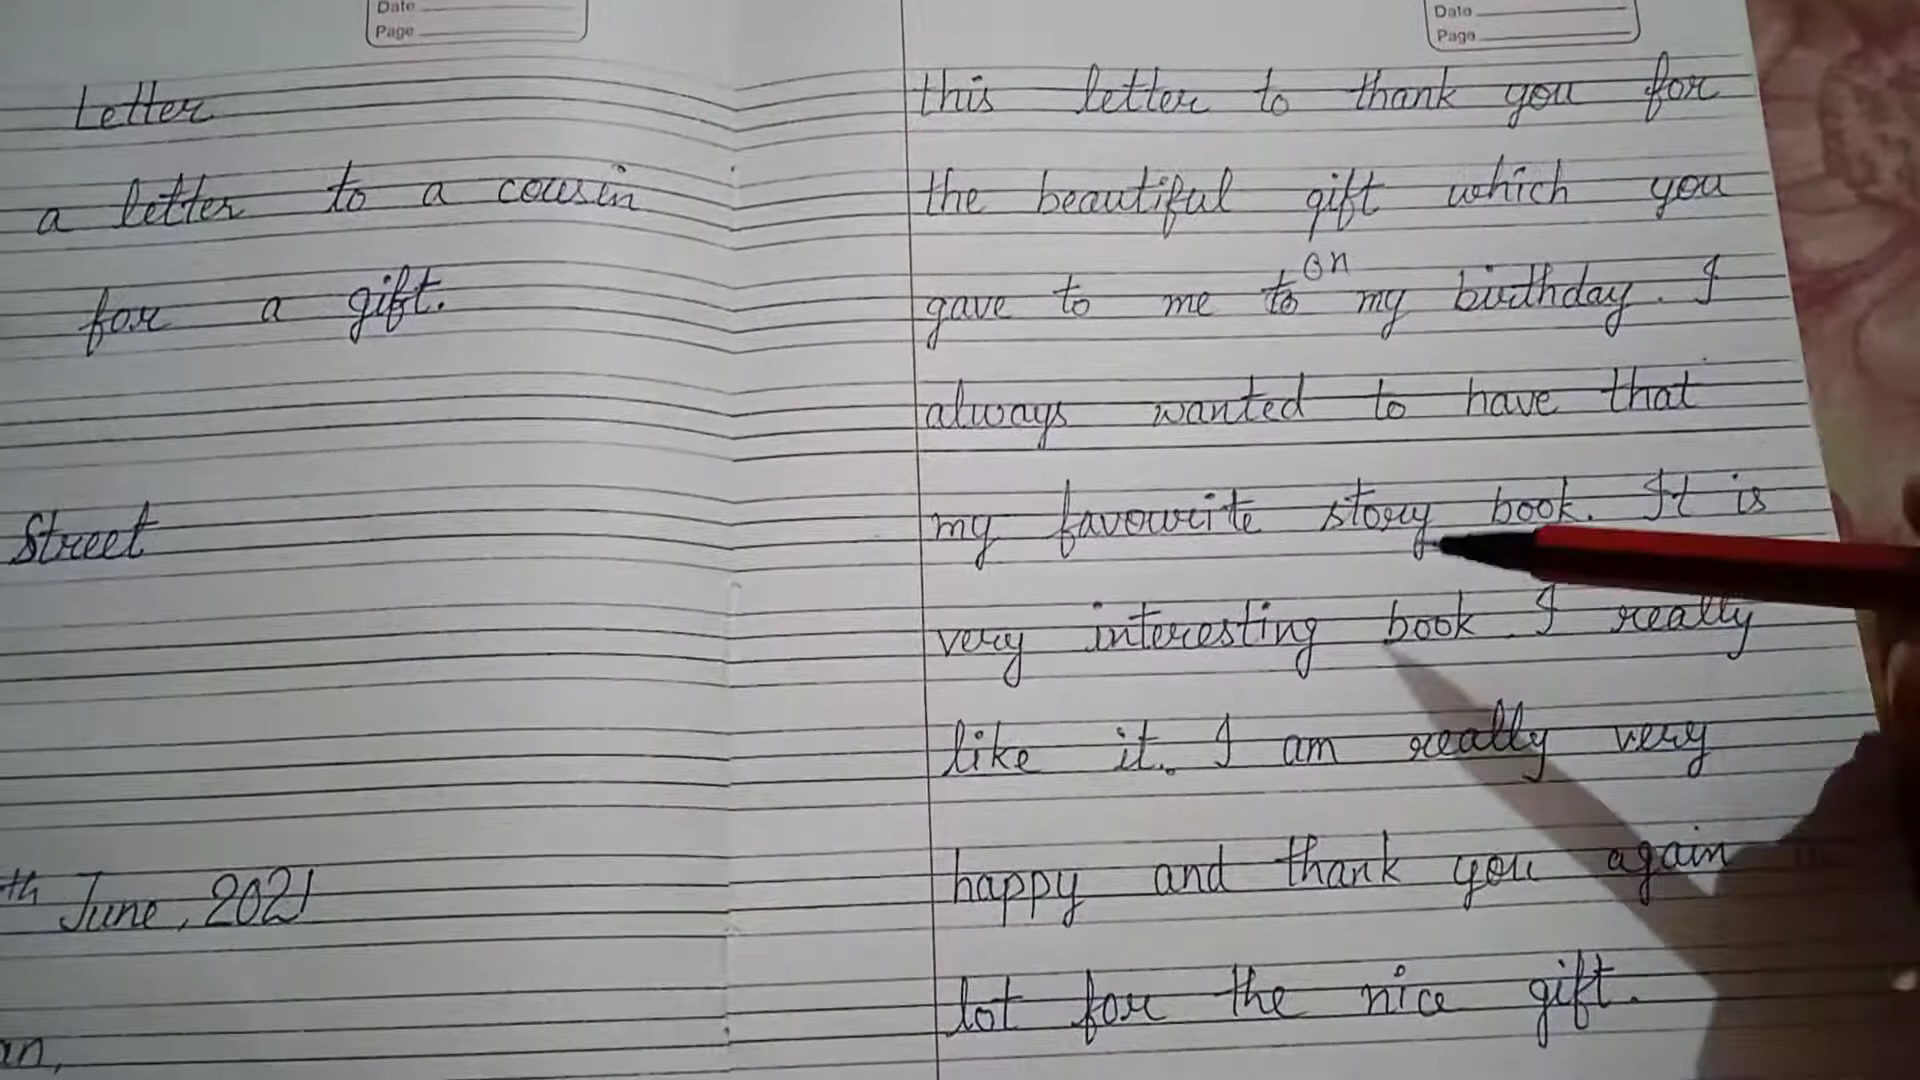 Date
Page
Letter
a letter to a cousin
for a gift.
Street
th June, 2021
an,
Date
Page
this letter to thank you for
the beautiful gift which you
gave to me to on my birthday. I
always wanted to have that
my favourite story book. It is
very interesting book. I really
like it. I am really very
happy and thank you again
lot for the nice gift.